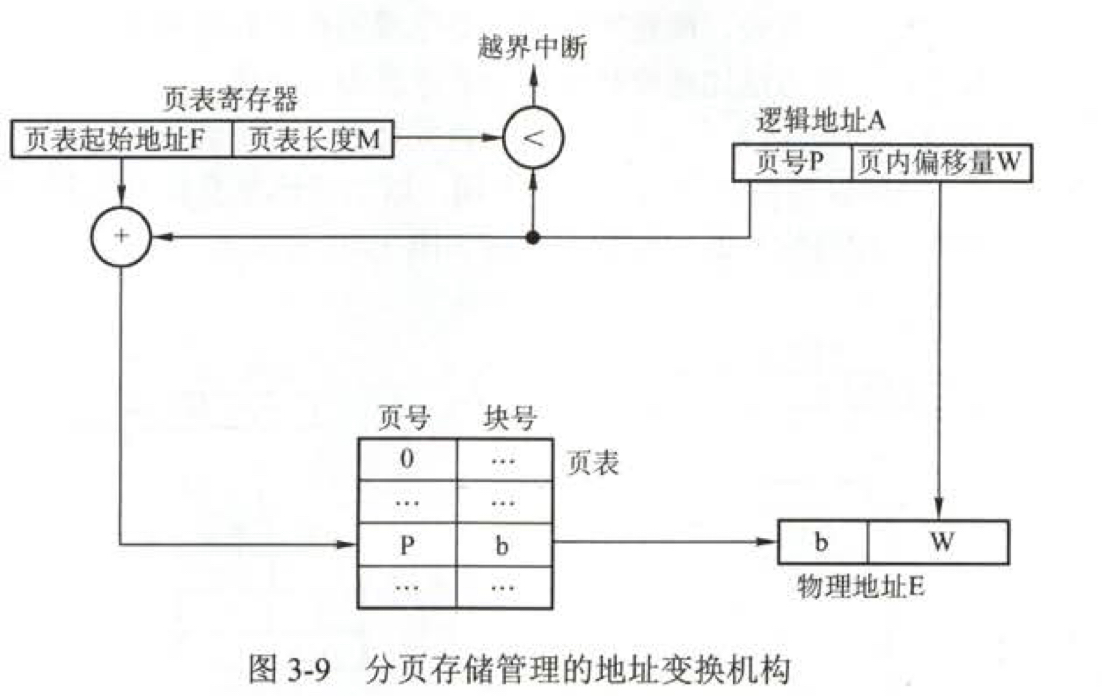 越界中断
页表寄存器
页表起始地址F 页表长度M
<
逻辑地址A
页号P 页内偏移量W
+
页号 块号
0 …
页表
… …
P b
… …
b W
物理地址E
图 3-9 分页存储管理的地址变换机构